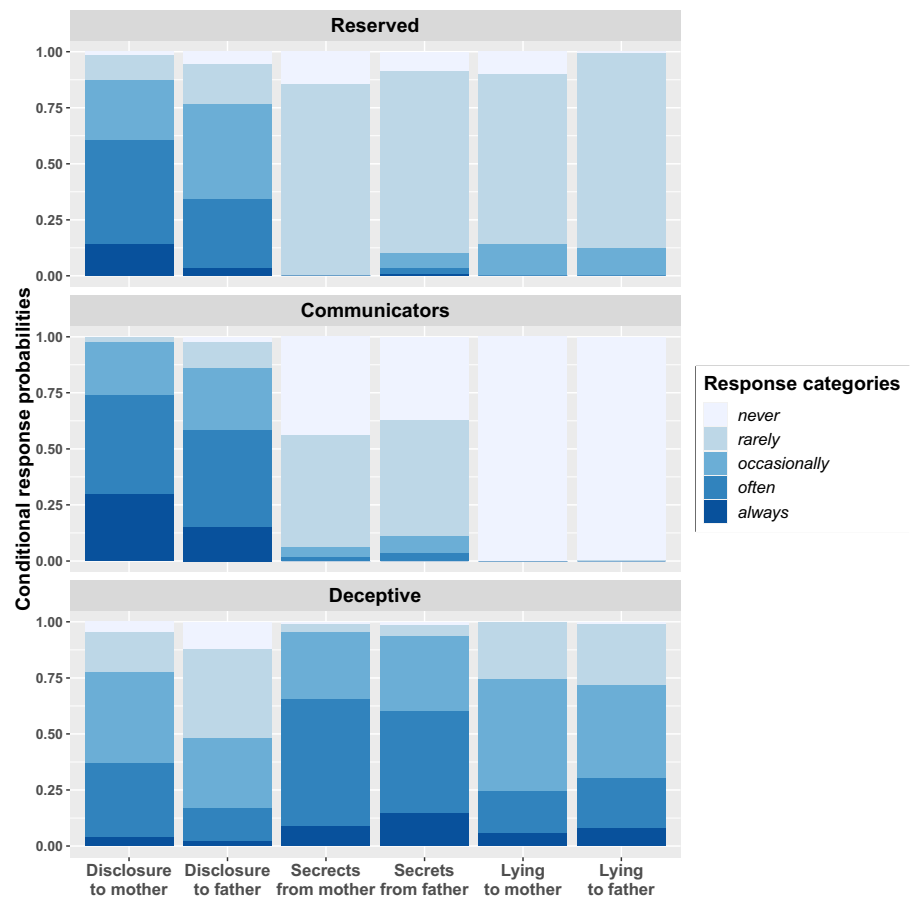 Reserved
1.00
0.75
0.50
0.25
0.00
Conditional response probabilities
Communicators
1.00
0.75
0.50
0.25
0.00
Response categories
never
rarely
occasionally
often
always
Deceptive
1.00
0.75
0.50
0.25
0.00
Disclosure
to mother
Disclosure
to father
Secrects
from mother
Secrets
from father
Lying
to mother
Lying
to father